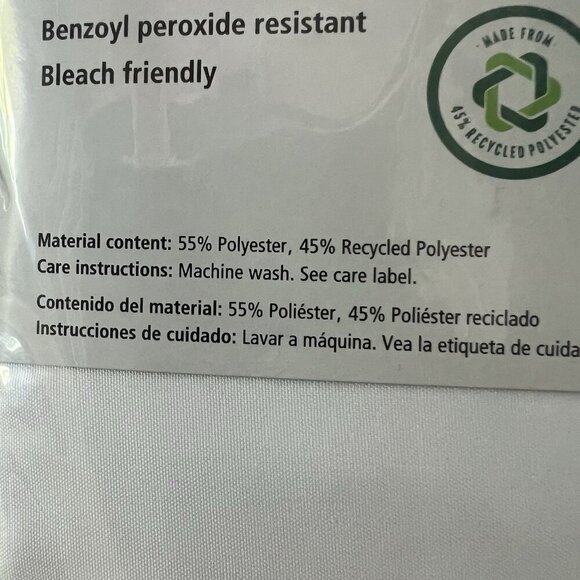 Benzoyl peroxide resistant
Bleach friendly
MADE FROM
45% RECYCLED POLYESTER
Material content: 55% Polyester, 45% Recycled Polyester
Care instructions: Machine wash. See care label.
Contenido del material: 55% Poliéster, 45% Poliéster reciclado
Instrucciones de cuidado: Lavar a máquina. Vea la etiqueta de cuida